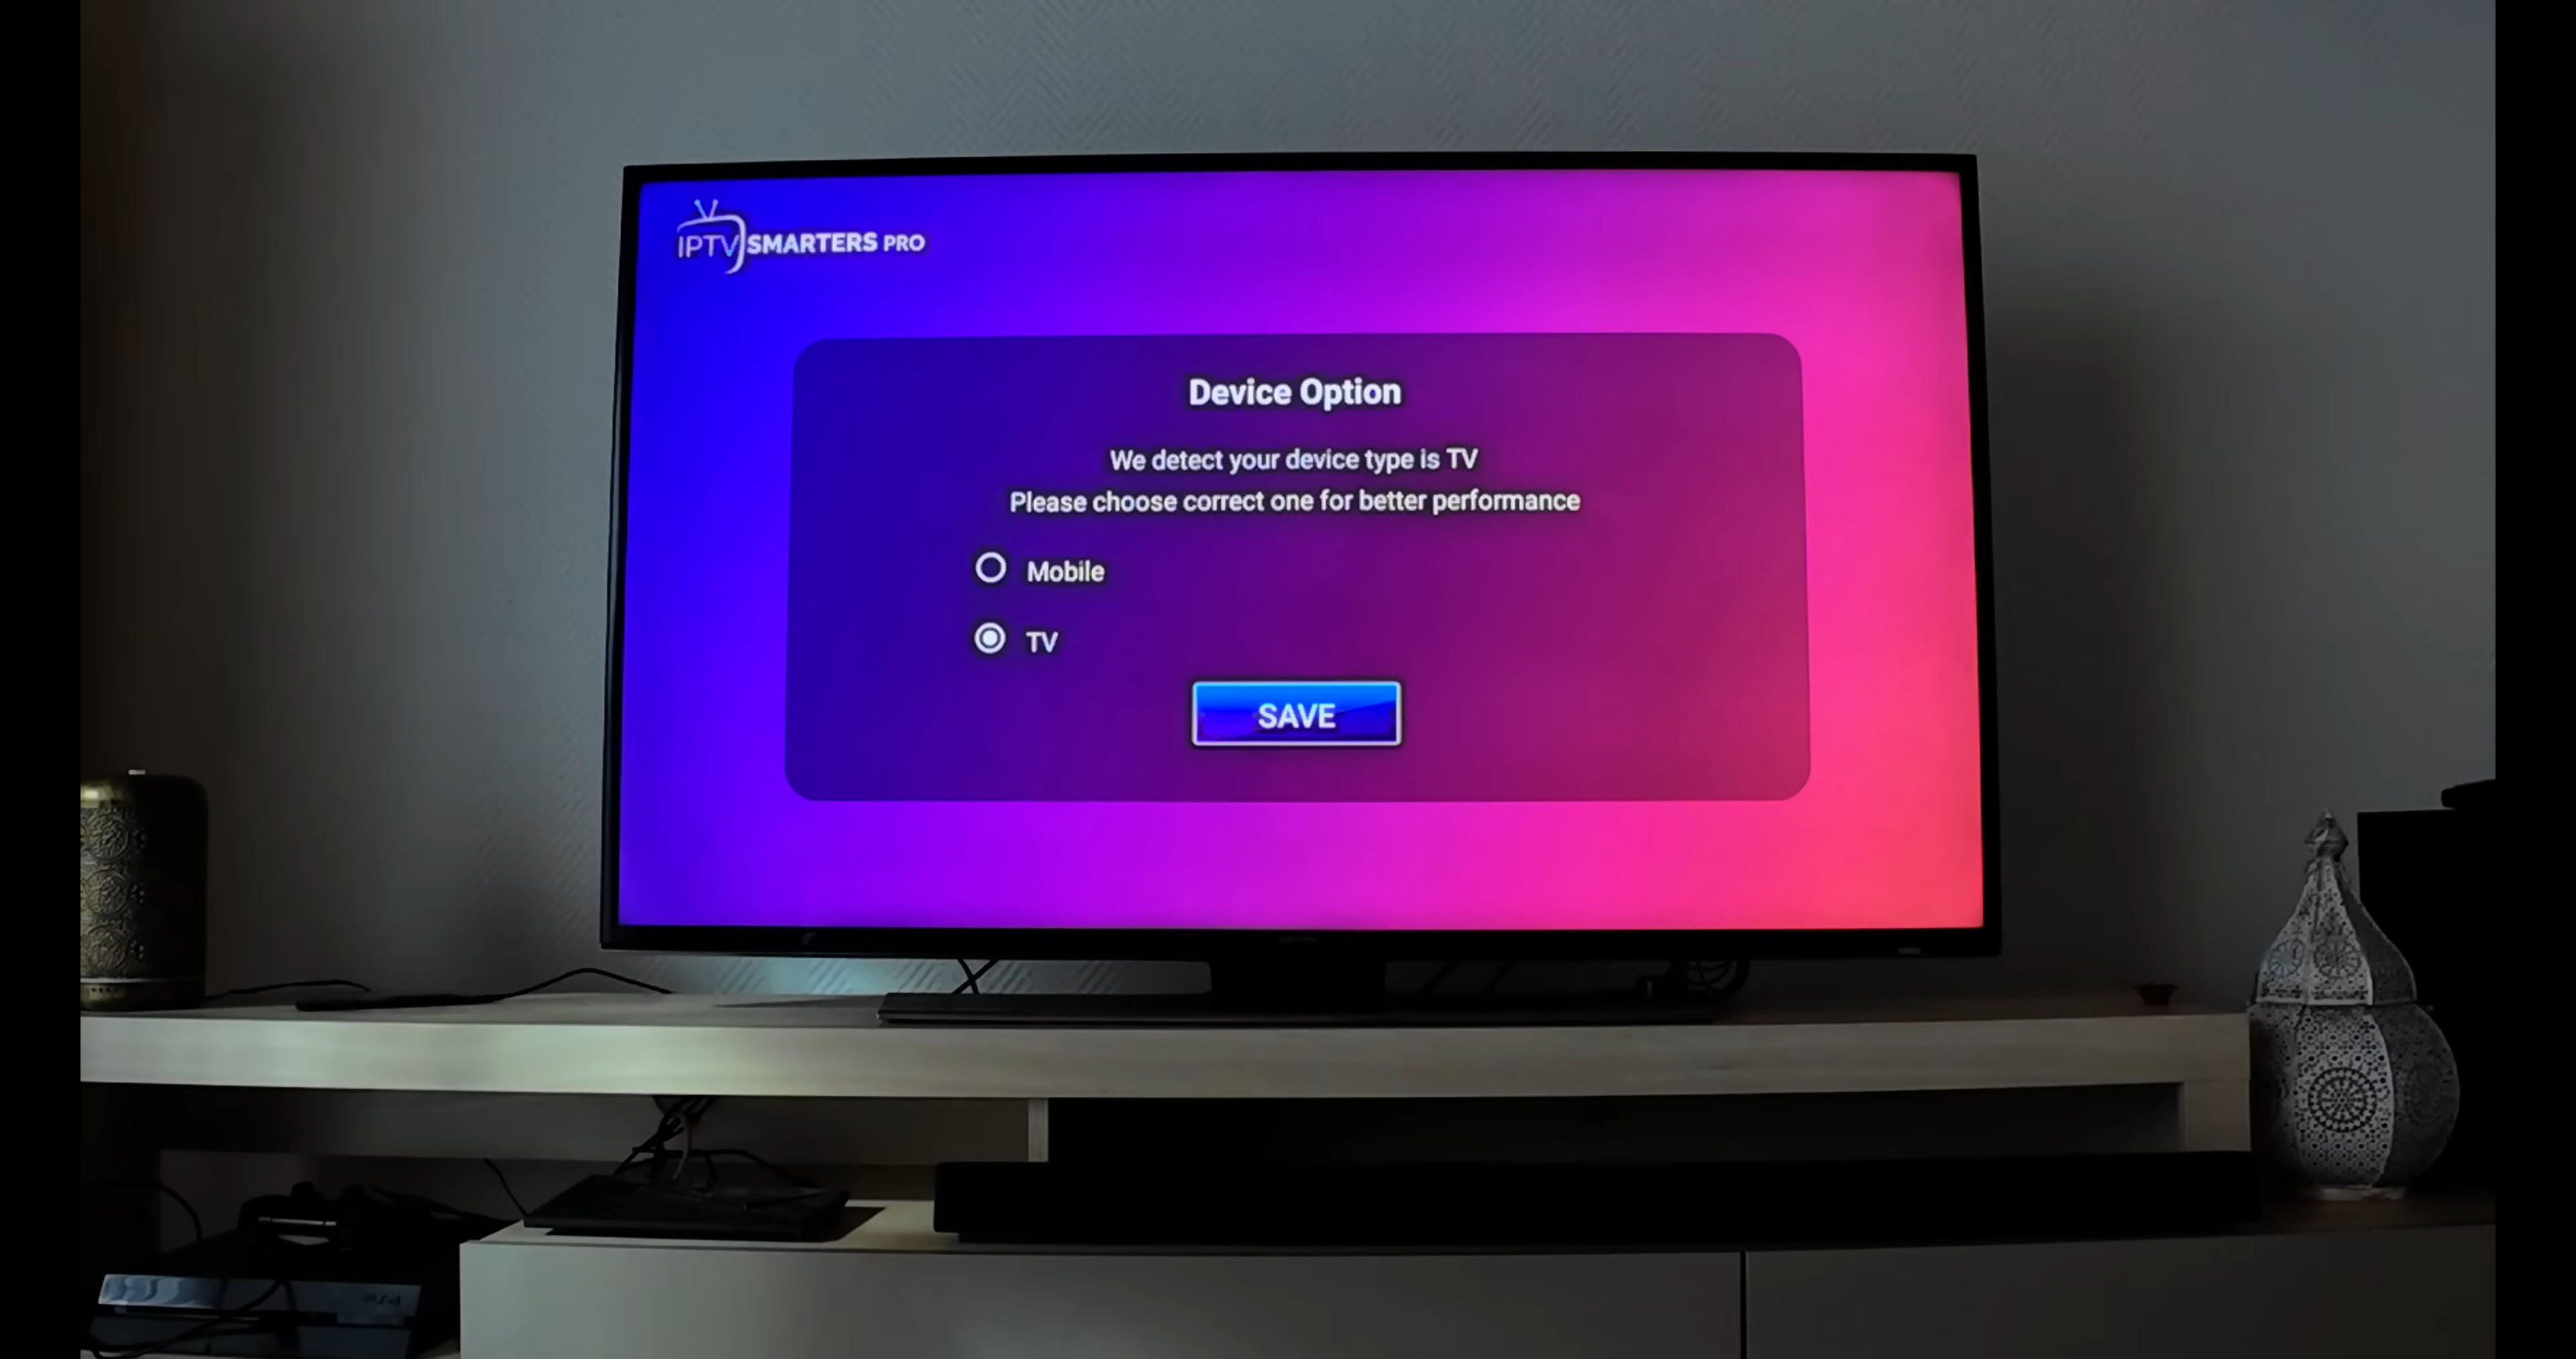 IPTV SMARTERS PRO
Device Option
We detect your device type is TV
Please choose correct one for better performance
Mobile
TV
SAVE